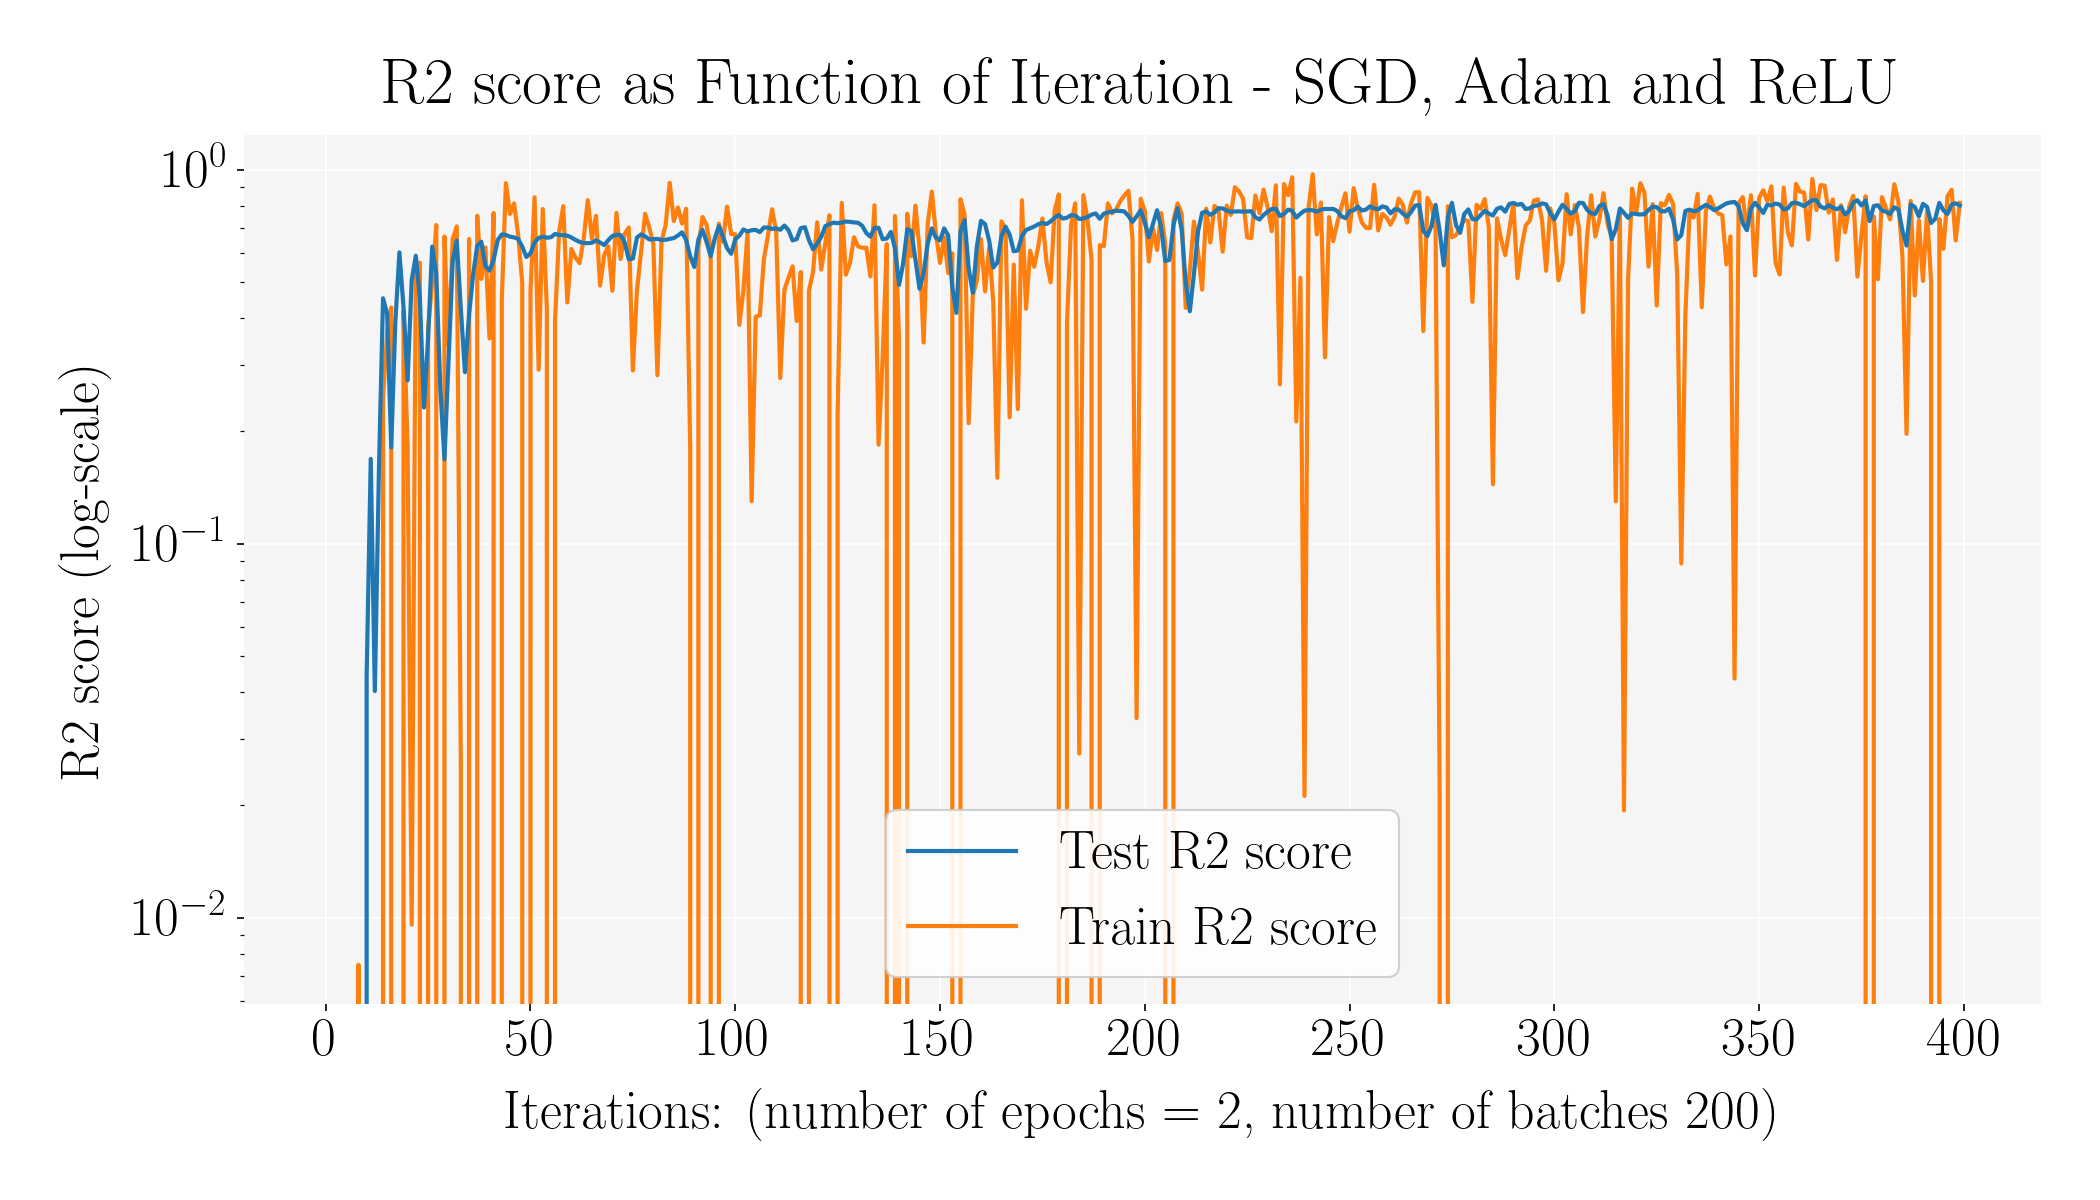 R2 score as Function of Iteration - SGD, Adam and ReLU
R2 score (log-scale)
10⁰
10⁻¹
10⁻²
Test R2 score
Train R2 score
0 50 100 150 200 250 300 350 400
Iterations: (number of epochs = 2, number of batches 200)